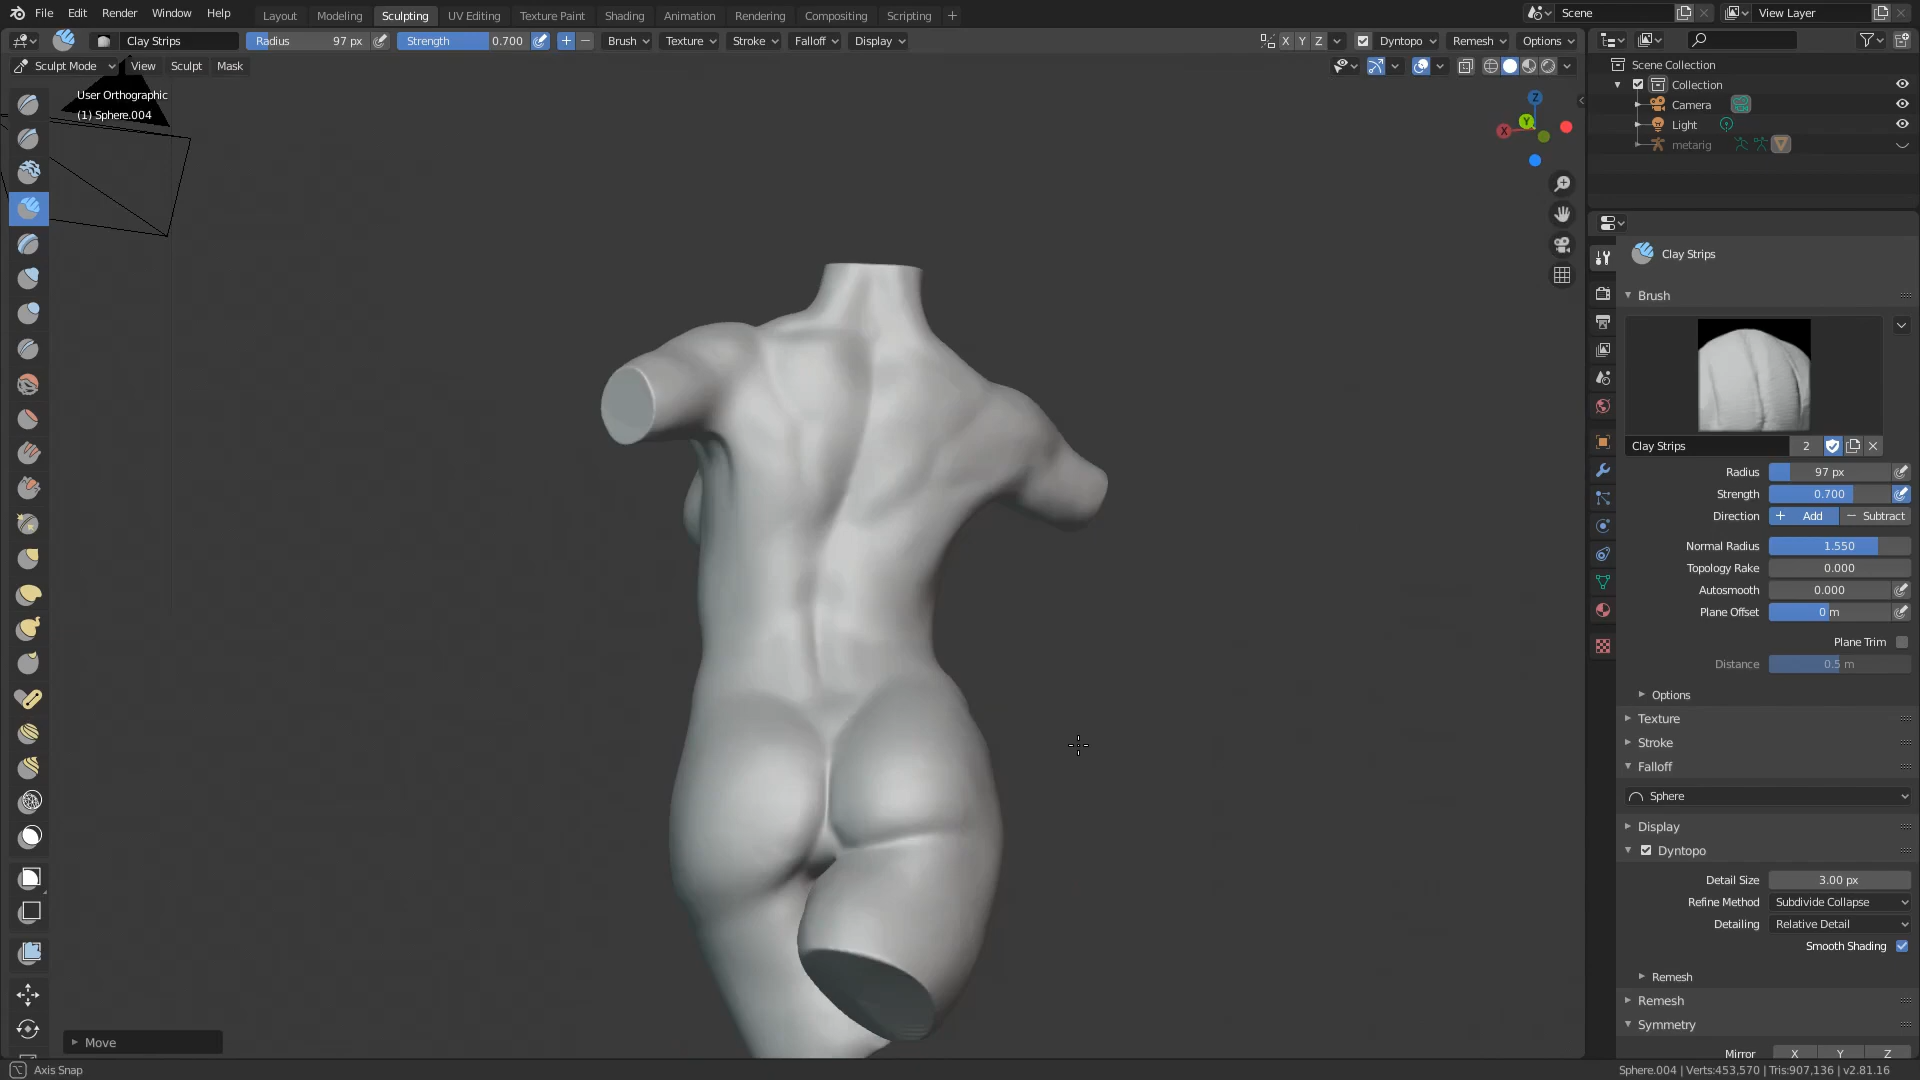 File Edit Render Window Help Layout Modeling Sculpting UV Editing Texture Paint Shading Animation Rendering Compositing Scripting + Scene View Layer
Clay Strips Radius 97 px Strength 0.700 + − Brush Texture Stroke Falloff Display X Y Z Dyntopo Remesh Options
Sculpt Mode View Sculpt Mask
User Orthographic
(1) Sphere.004
Z
Y
X
Scene Collection
Collection
Camera
Light
metarig
Clay Strips
Brush
Clay Strips 2
Radius 97 px
Strength 0.700
Direction + Add − Subtract
Normal Radius 1.550
Topology Rake 0.000
Autosmooth 0.000
Plane Offset 0 m
Plane Trim
Distance 0.5 m
Options
Texture
Stroke
Falloff
Sphere
Display
Dyntopo
Detail Size 3.00 px
Refine Method Subdivide Collapse
Detailing Relative Detail
Smooth Shading
Remesh
Remesh
Symmetry
Mirror X Y Z
Move
Axis Snap
Sphere.004 | Verts:453,570 | Tris:907,136 | v2.81.16